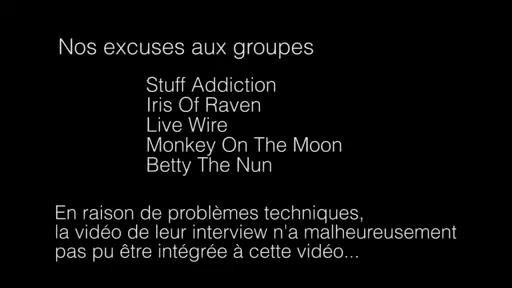 Nos excuses aux groupes
Stuff Addiction
Iris Of Raven
Live Wire
Monkey On The Moon
Betty The Nun
En raison de problèmes techniques,
la vidéo de leur interview n'a malheureusement
pas pu être intégrée à cette vidéo...